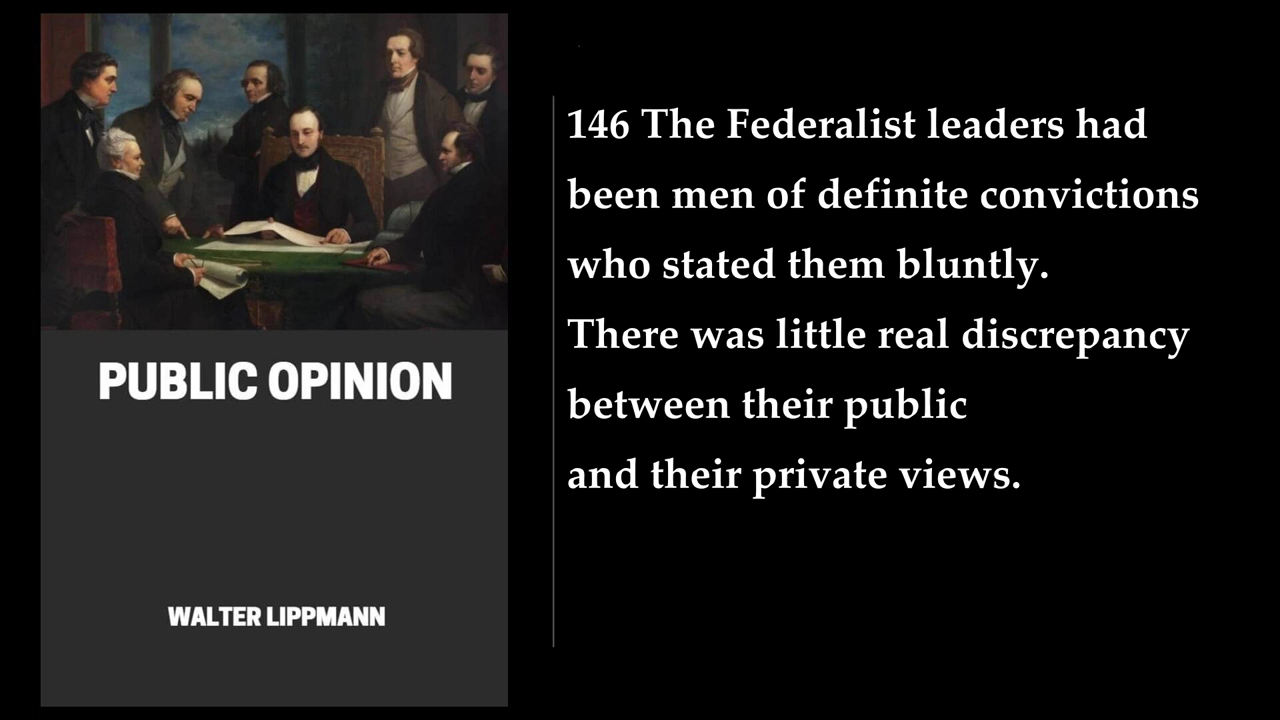 PUBLIC OPINION
WALTER LIPPMANN
146 The Federalist leaders had
been men of definite convictions
who stated them bluntly.
There was little real discrepancy
between their public
and their private views.